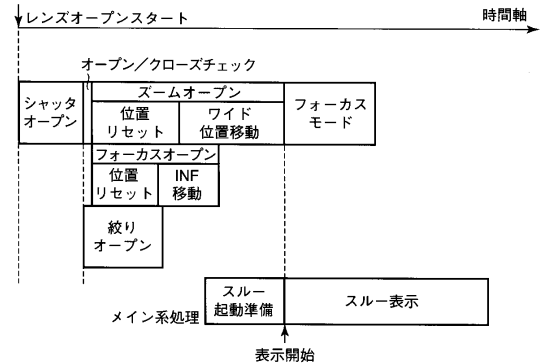 レンズオープンスタート
時間軸
オープン／クローズチェック
シャッタ
オープン
ズームオープン
位置
リセット
ワイド
位置移動
フォーカス
モード
フォーカスオープン
位置
リセット
INF
移動
絞り
オープン
メイン系処理
スルー
起動準備
スルー表示
表示開始